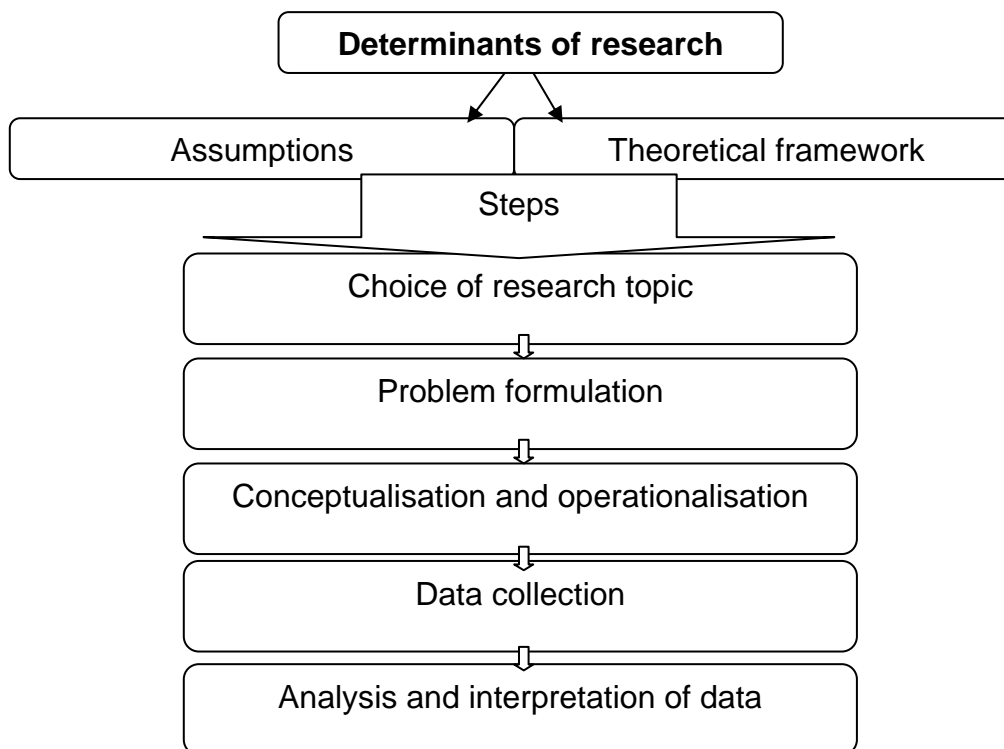 Determinants of research
Assumptions
Theoretical framework
Steps
Choice of research topic
Problem formulation
Conceptualisation and operationalisation
Data collection
Analysis and interpretation of data